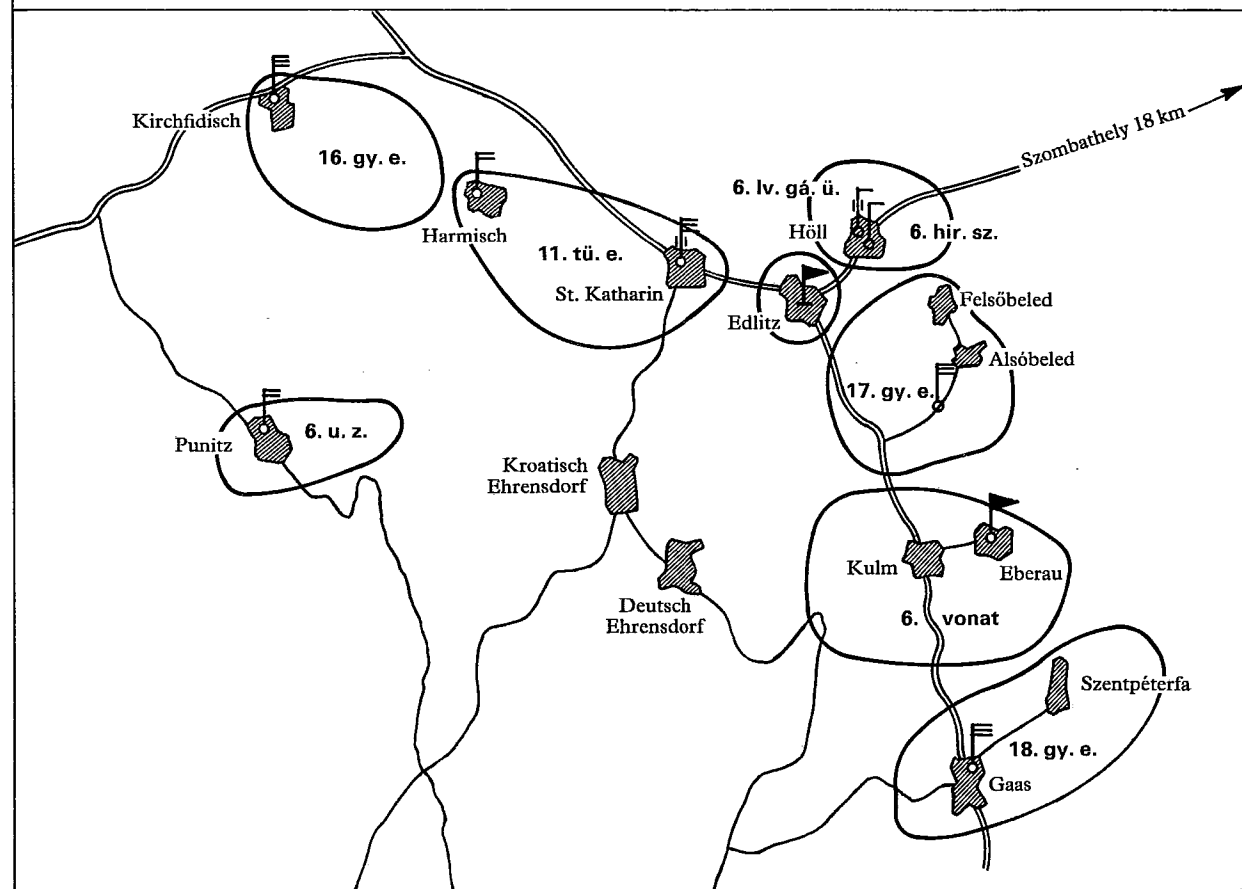 Kirchfidisch
16. gy. e.
Szombathely 18 km
Harmisch
11. tü. e.
St. Katharin
6. lv. gá. ü.
Höll
6. hir. sz.
Edlitz
Felsőbeled
Alsóbeled
17. gy. e.
Punitz
6. u. z.
Kroatisch
Ehrensdorf
Deutsch
Ehrensdorf
Kulm
Eberau
6. vonat
Szentpéterfa
18. gy. e.
Gaas